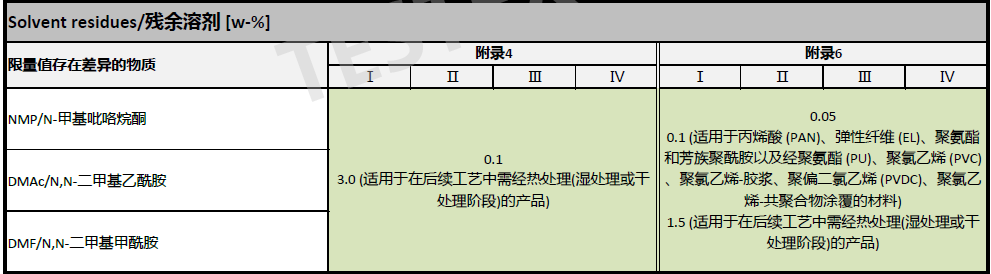 Solvent residues/残余溶剂 [w-%]
限量值存在差异的物质
附录4
附录6
I II III IV I II III IV
NMP/N-甲基吡咯烷酮
DMAc/N,N-二甲基乙酰胺
DMF/N,N-二甲基甲酰胺
0.1
3.0 (适用于在后续工艺中需经热处理(湿处理或干
处理阶段)的产品)
0.05
0.1 (适用于丙烯酸 (PAN)、弹性纤维 (EL)、聚氨酯
和芳族聚酰胺以及经聚氨酯 (PU)、聚氯乙烯 (PVC)
、聚氯乙烯-胶浆、聚偏二氯乙烯 (PVDC)、聚氯乙
烯-共聚合物涂覆的材料)
1.5 (适用于在后续工艺中需经热处理(湿处理或干
处理阶段)的产品)